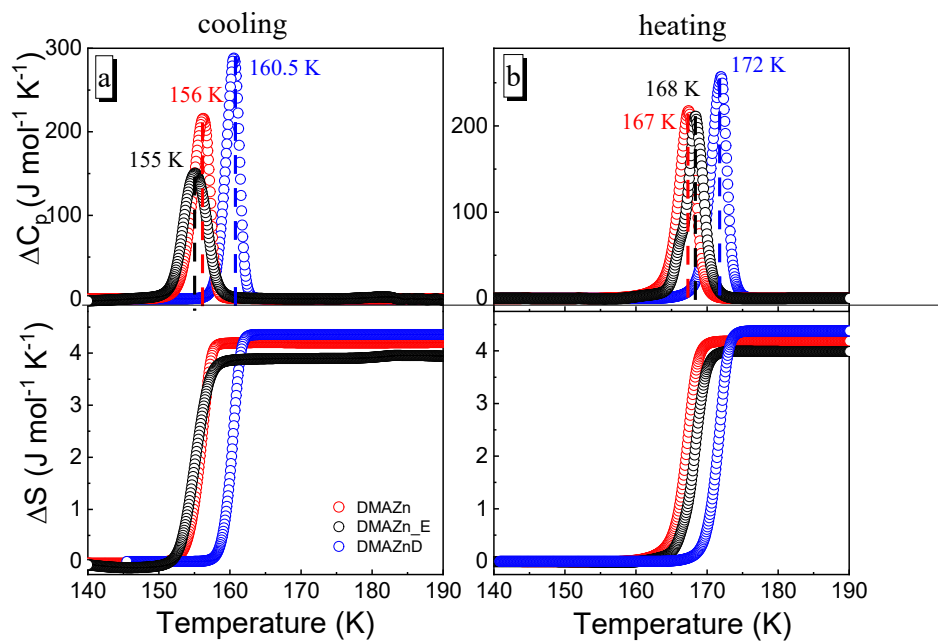 cooling
heating
a
b
300
200
100
0
ΔCp (J mol⁻¹ K⁻¹)
156 K
160.5 K
155 K
200
100
0
168 K
172 K
167 K
4
3
2
1
0
ΔS (J mol⁻¹ K⁻¹)
DMAZn
DMAZn_E
DMAZnD
4
3
2
1
0
140 150 160 170 180 190
140 150 160 170 180 190
Temperature (K)
Temperature (K)